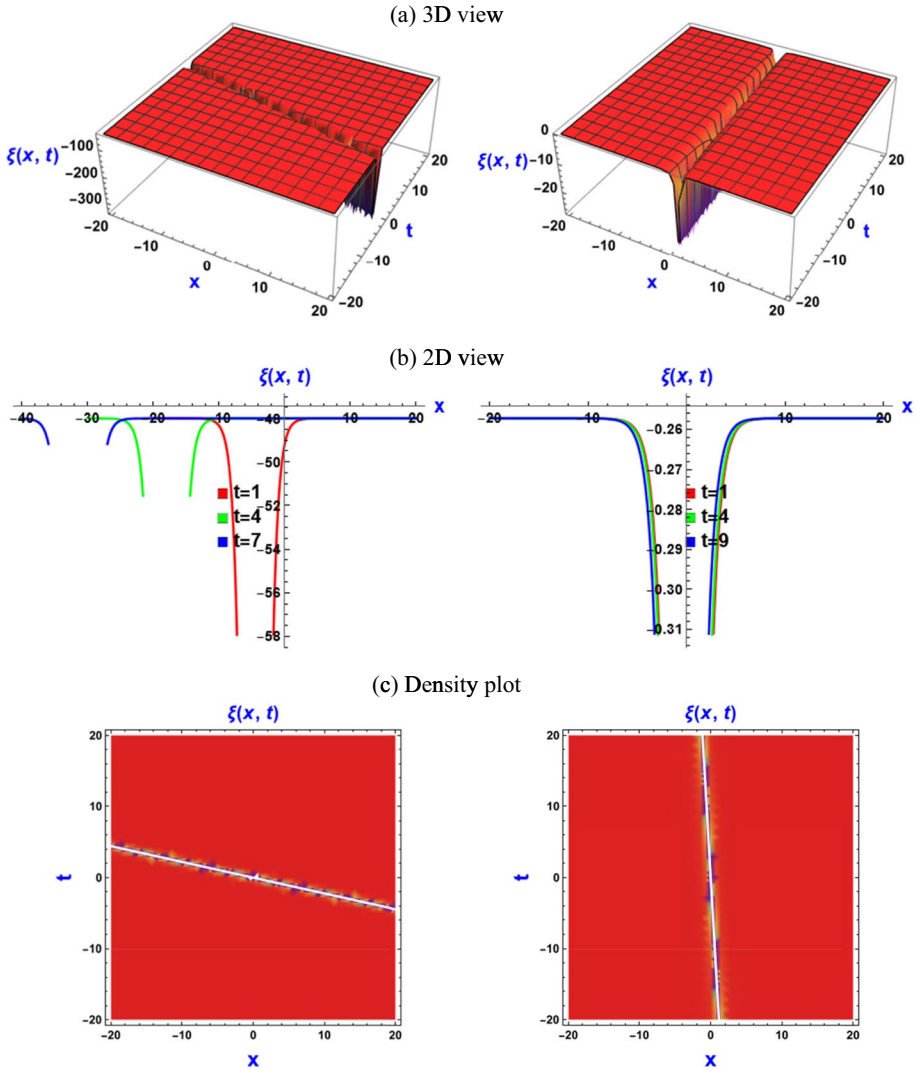 (a) 3D view
-100
-200
-300
ξ(x, t)
-20
-10
0
10
20
x
-20
-10
0
10
20
t
0
-10
-20
ξ(x, t)
-20
-10
0
10
20
x
-20
-10
0
10
20
t
(b) 2D view
ξ(x, t)
x
-40 -30 -20 -10 10 20
-48
-50
-52
-54
-56
-58
t=1
t=4
t=7
ξ(x, t)
x
-20 -10 10 20
-0.26
-0.27
-0.28
-0.29
-0.30
-0.31
t=1
t=4
t=9
(c) Density plot
ξ(x, t)
20
10
0
-10
-20
t
-20 -10 0 10 20
x
ξ(x, t)
20
10
0
-10
-20
t
-20 -10 0 10 20
x